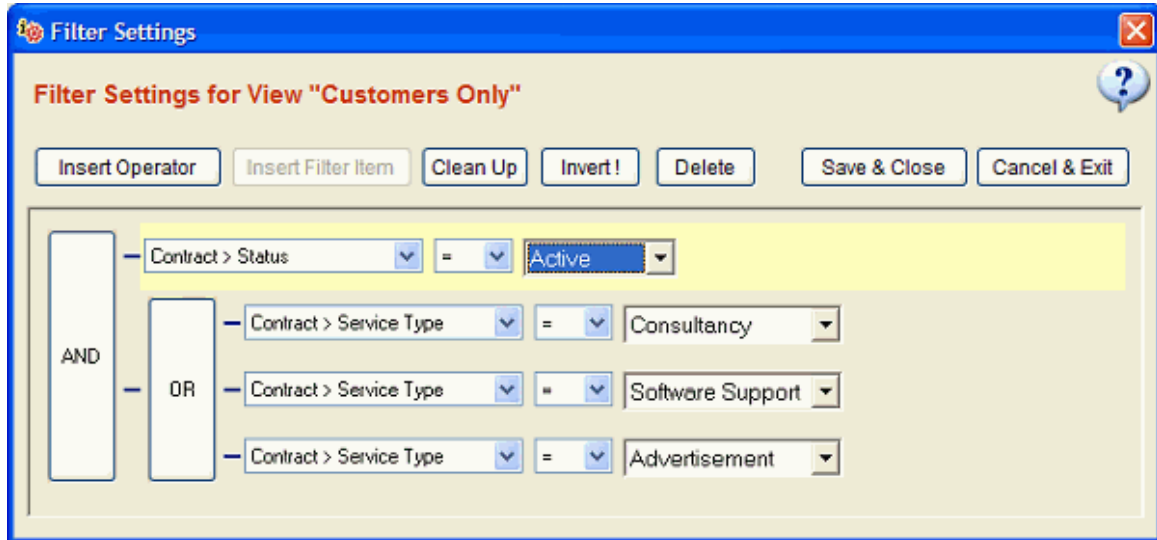 Filter Settings
Filter Settings for View "Customers Only"
?
Insert Operator Insert Filter Item Clean Up Invert ! Delete Save & Close Cancel & Exit
Contract > Status = Active
Contract > Service Type = Consultancy
AND
OR
Contract > Service Type = Software Support
Contract > Service Type = Advertisement